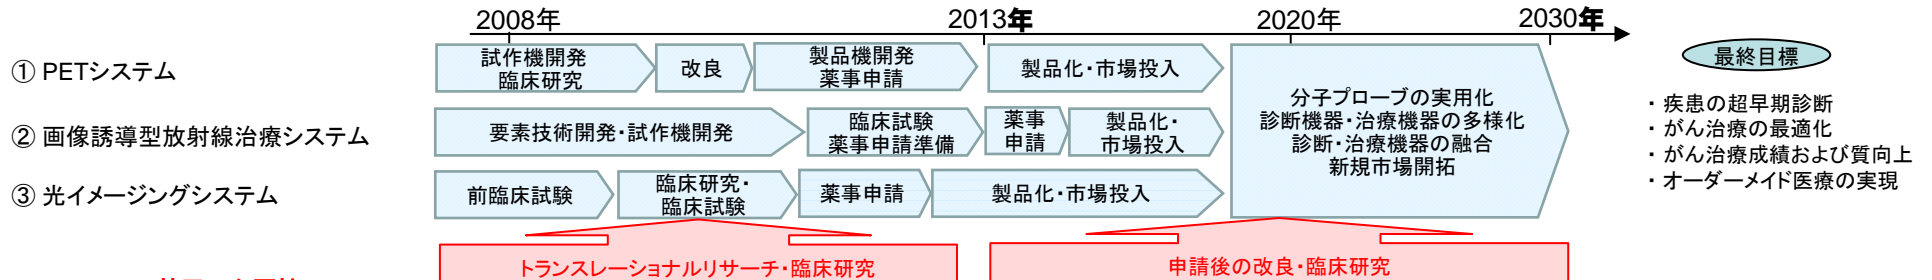 2008年 2013年 2020年 2030年
① PETシステム
試作機開発
臨床研究
改良
製品機開発
薬事申請
製品化・市場投入
② 画像誘導型放射線治療システム
要素技術開発・試作機開発
臨床試験
薬事申請準備
薬事
申請
製品化・
市場投入
③ 光イメージングシステム
前臨床試験
臨床研究・
臨床試験
薬事申請
製品化・市場投入
分子プローブの実用化
診断機器・治療機器の多様化
診断・治療機器の融合
新規市場開拓
最終目標
・ 疾患の超早期診断
・ がん治療の最適化
・ がん治療成績および質向上
・ オーダーメイド医療の実現
トランスレーショナルリサーチ・臨床研究
申請後の改良・臨床研究